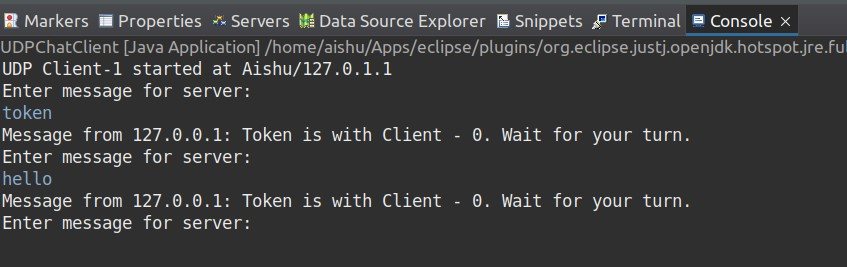 Markers Properties Servers Data Source Explorer Snippets Terminal Console
UDPChatClient [Java Application] /home/aishu/Apps/eclipse/plugins/org.eclipse.justj.openjdk.hotspot.jre.ful
UDP Client-1 started at Aishu/127.0.1.1
Enter message for server:
token
Message from 127.0.0.1: Token is with Client - 0. Wait for your turn.
Enter message for server:
hello
Message from 127.0.0.1: Token is with Client - 0. Wait for your turn.
Enter message for server: